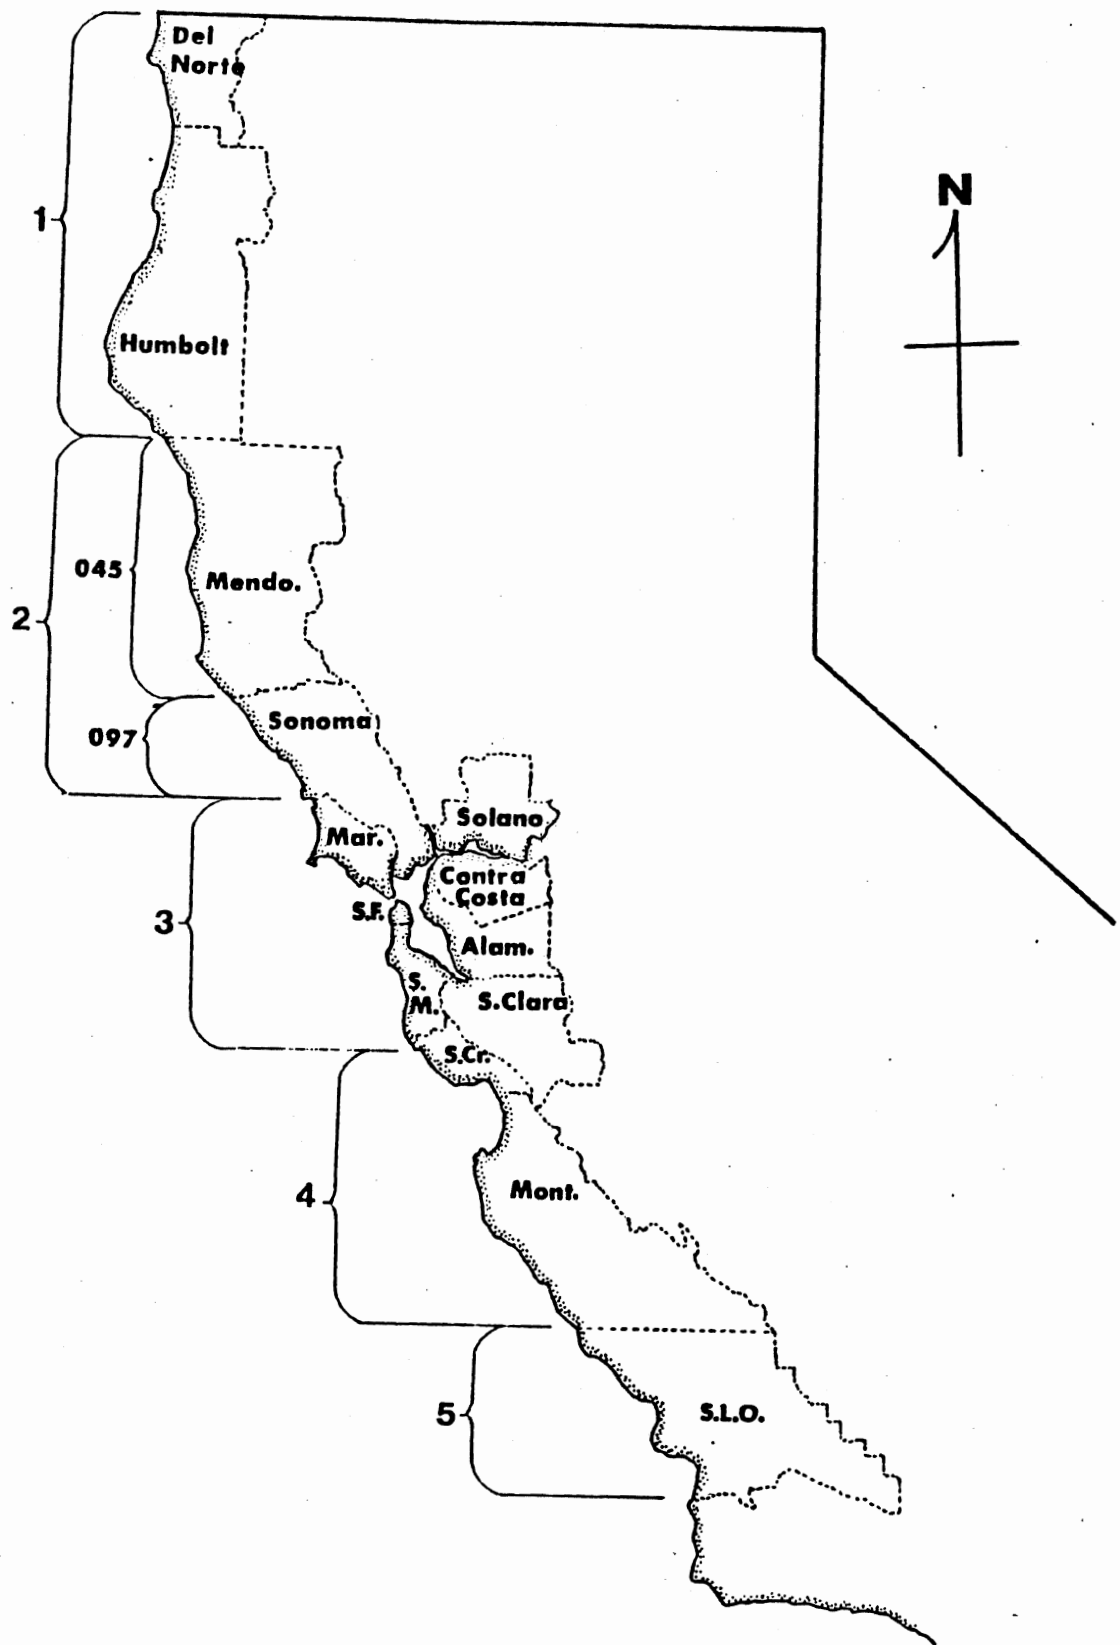 Del
Norte
N
1
Humbolt
045
Mendo.
2
Sonoma
097
Solano
Mar.
Contra
Costa
S.F.
3
Alam.
S.
M.
S.Clara
S.Cr.
4
Mont.
5
S.L.O.